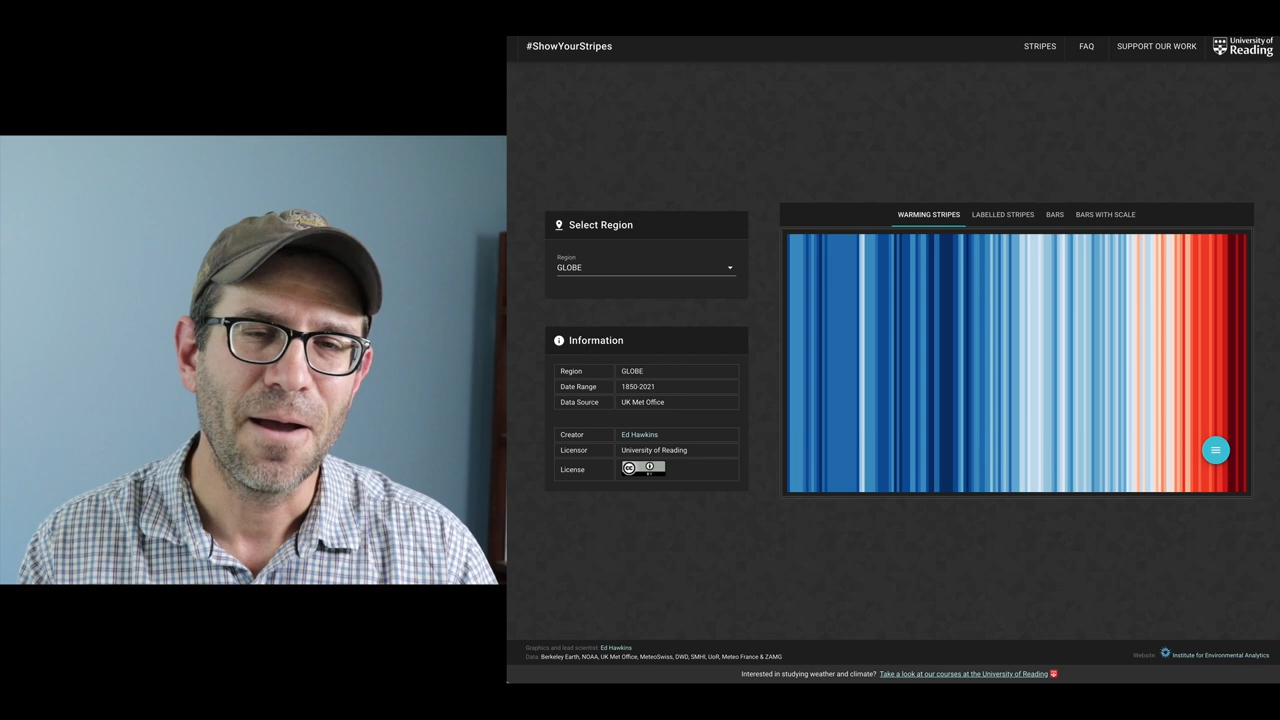 #ShowYourStripes
STRIPES
FAQ
SUPPORT OUR WORK
University of
Reading
Select Region
Region
GLOBE
Information
Region GLOBE
Date Range 1850-2021
Data Source UK Met Office
Creator Ed Hawkins
Licensor University of Reading
License
CC
BY
WARMING STRIPES
LABELLED STRIPES
BARS
BARS WITH SCALE
Graphics and lead scientist: Ed Hawkins
Data: Berkeley Earth, NOAA, UK Met Office, MeteoSwiss, DWD, SMHI, UoR, Meteo France & ZAMG
Website: Institute for Environmental Analytics
Interested in studying weather and climate? Take a look at our courses at the University of Reading